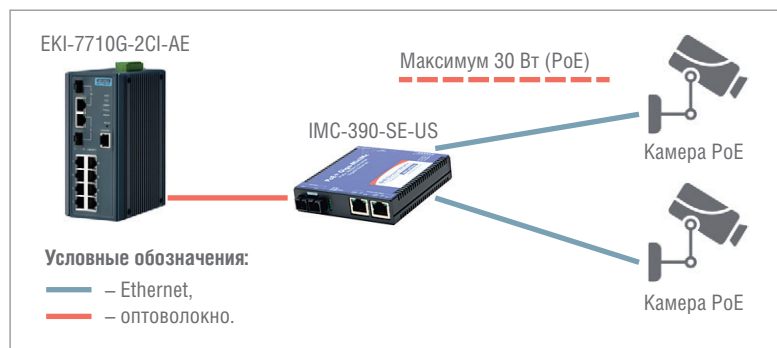 EKI-7710G-2CI-AE
Максимум 30 Вт (PoE)
IMC-390-SE-US
Камера PoE
Условные обозначения:
– Ethernet,
– оптоволокно.
Камера PoE